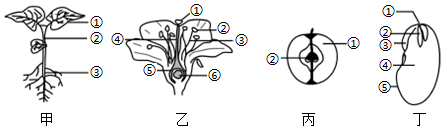 ① ② ③
① ② ③ ④ ⑤ ⑥
① ②
① ② ③ ④ ⑤
甲 乙 丙 丁